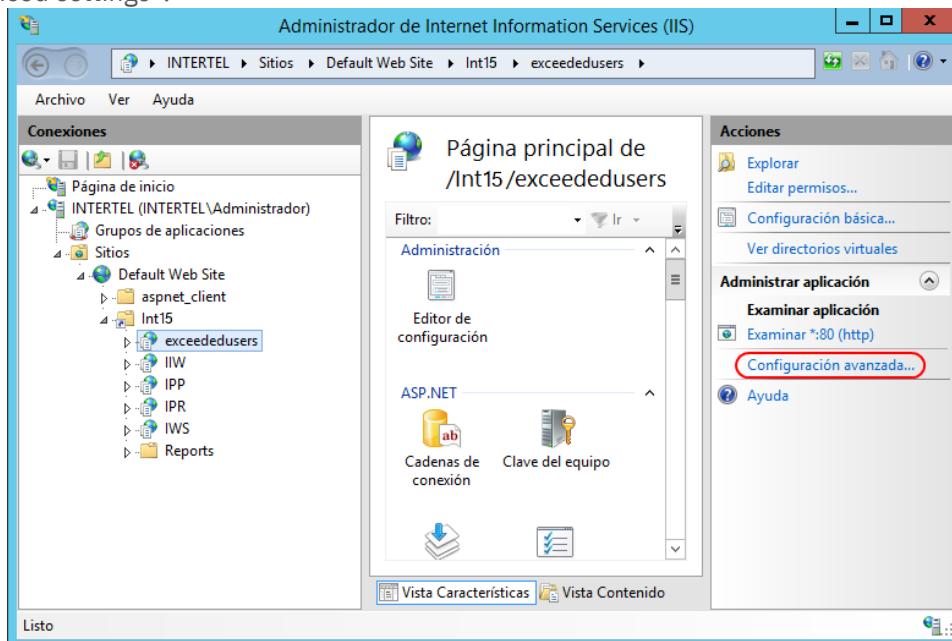 Administrador de Internet Information Services (IIS)
INTERTEL Sitios Default Web Site Int15 exceededusers
Archivo Ver Ayuda
Conexiones
Página de inicio
INTERTEL (INTERTEL\Administrador)
Grupos de aplicaciones
Sitios
Default Web Site
aspnet_client
Int15
exceededusers
IIW
IPP
IPR
IWS
Reports
Página principal de
/Int15/exceededusers
Filtro: Ir
Administración
Editor de
configuración
ASP.NET
ab
Cadenas de
conexión
Clave del equipo
Vista Características Vista Contenido
Acciones
Explorar
Editar permisos...
Configuración básica...
Ver directorios virtuales
Administrar aplicación
Examinar aplicación
Examinar *:80 (http)
Configuración avanzada...
Ayuda
Listo